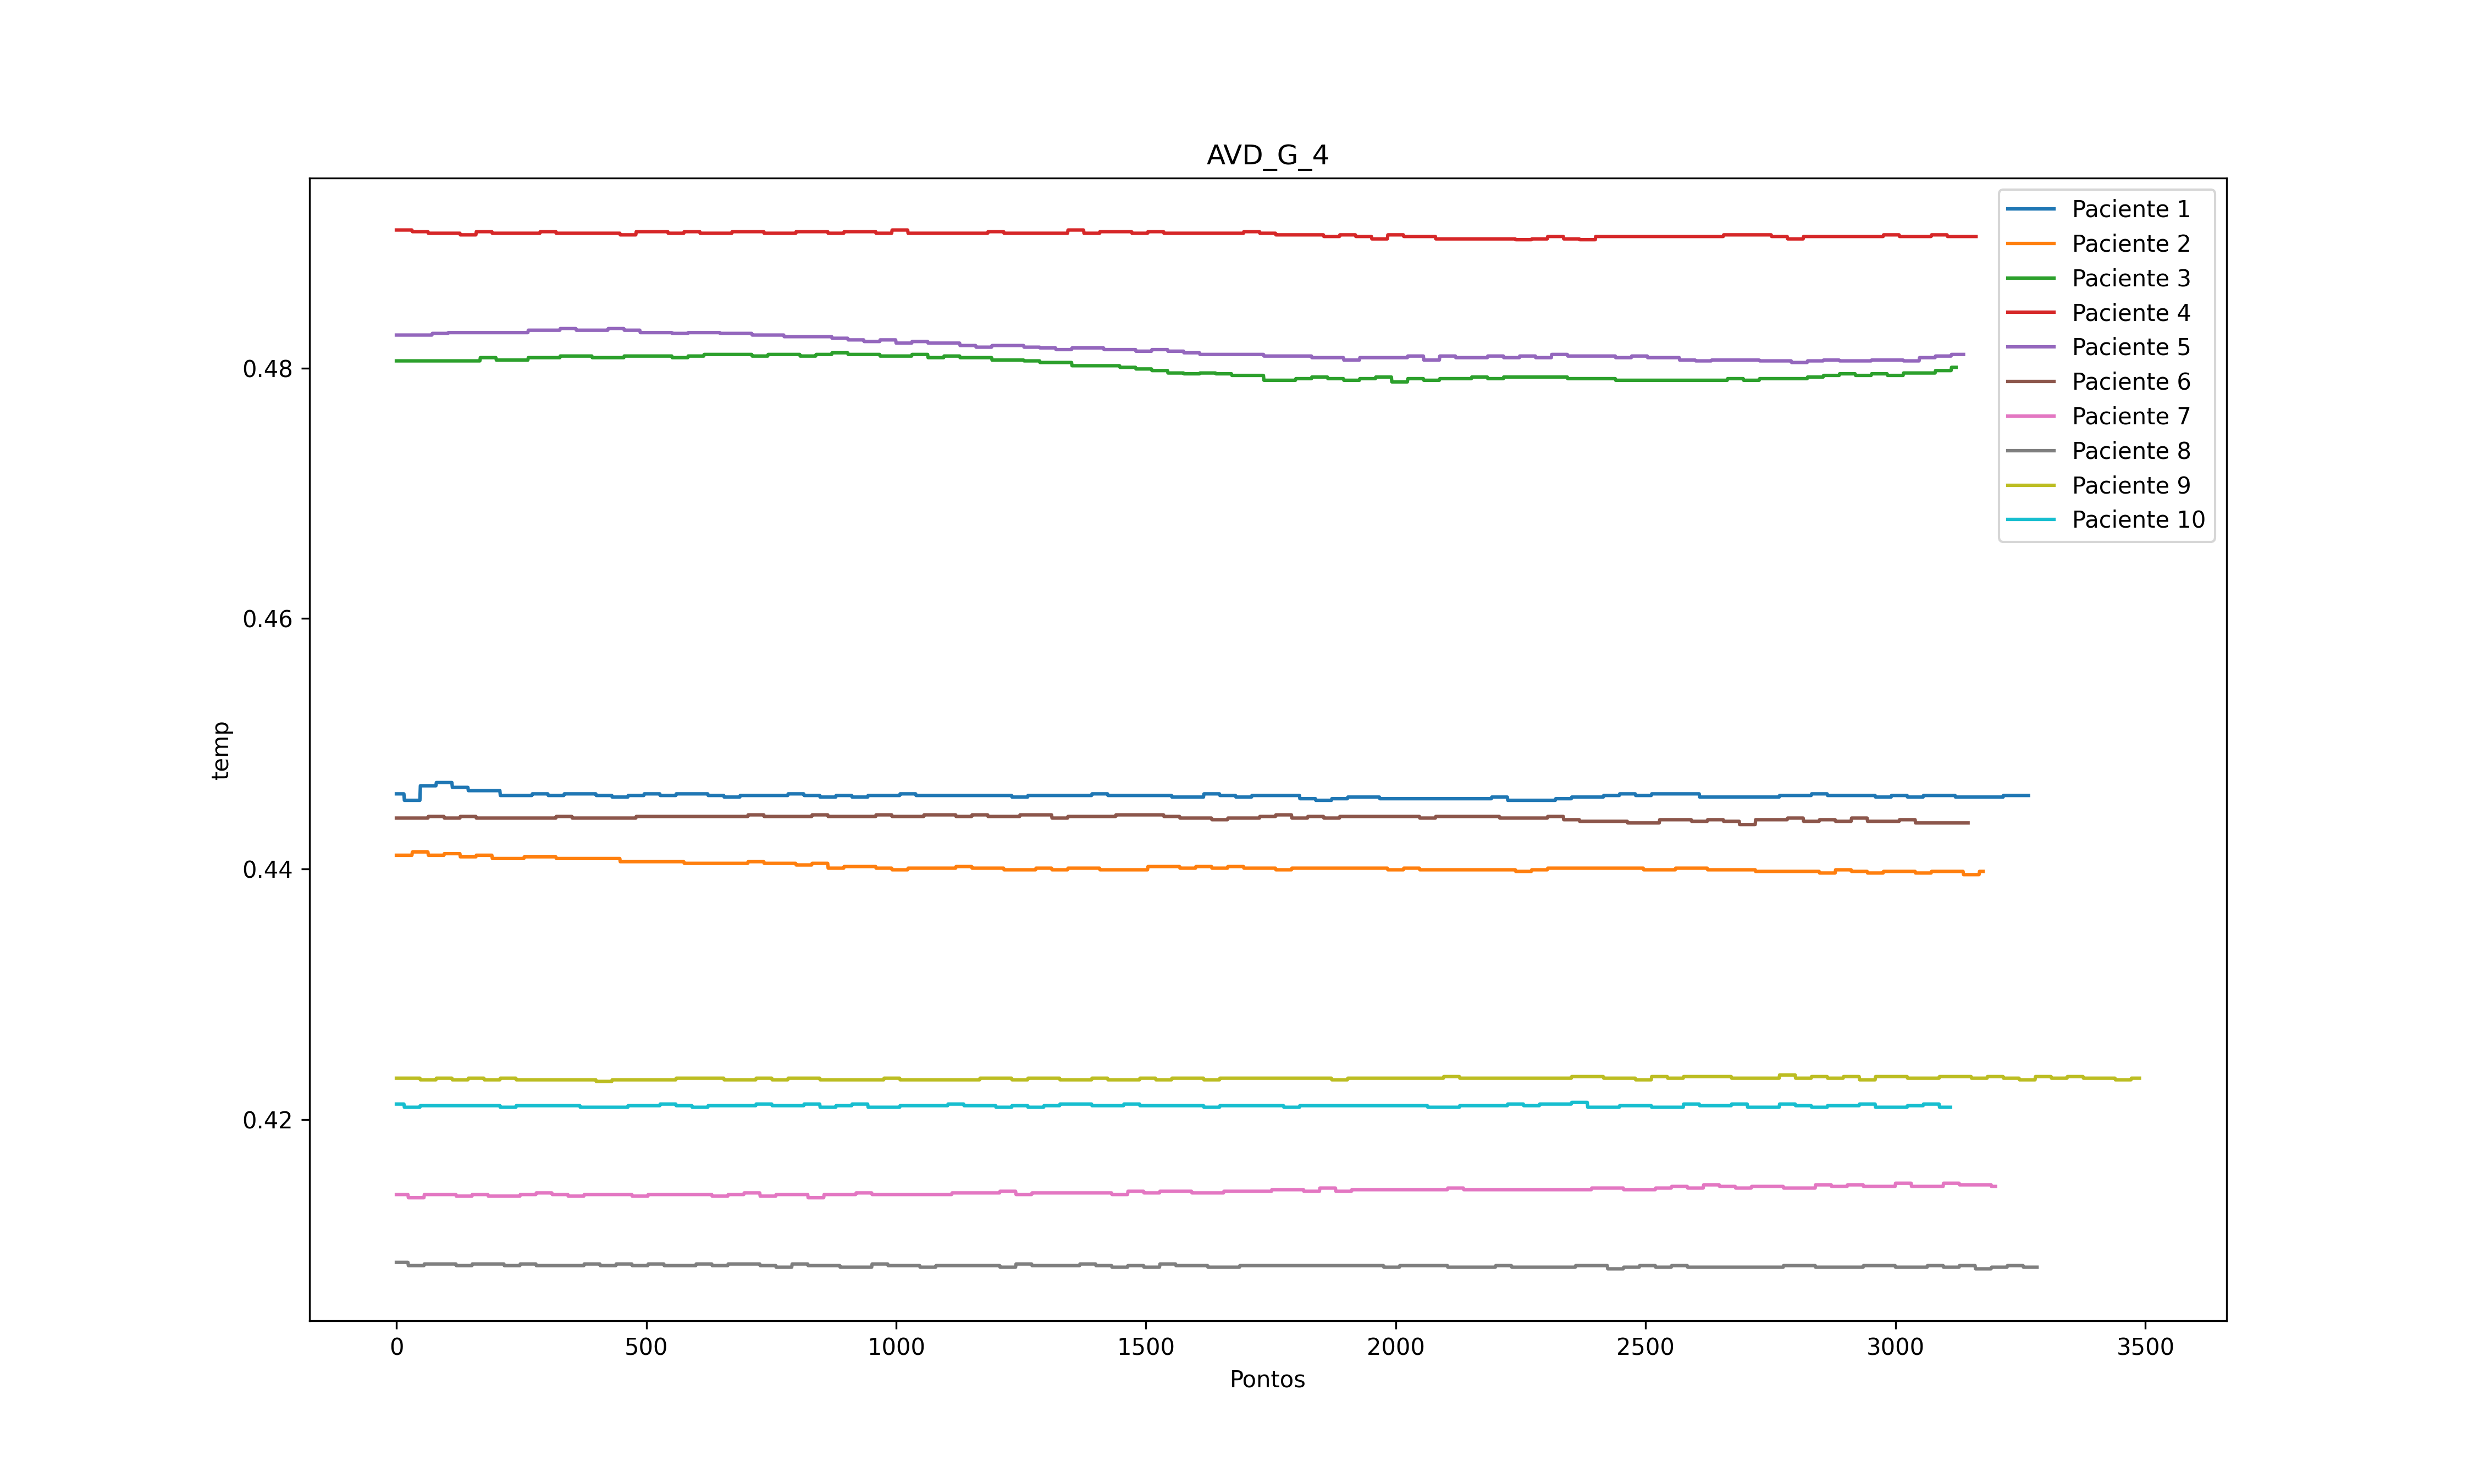 AVD_G_4
Paciente 1
Paciente 2
Paciente 3
Paciente 4
Paciente 5
Paciente 6
Paciente 7
Paciente 8
Paciente 9
Paciente 10
temp
0.48
0.46
0.44
0.42
0 500 1000 1500 2000 2500 3000 3500
Pontos